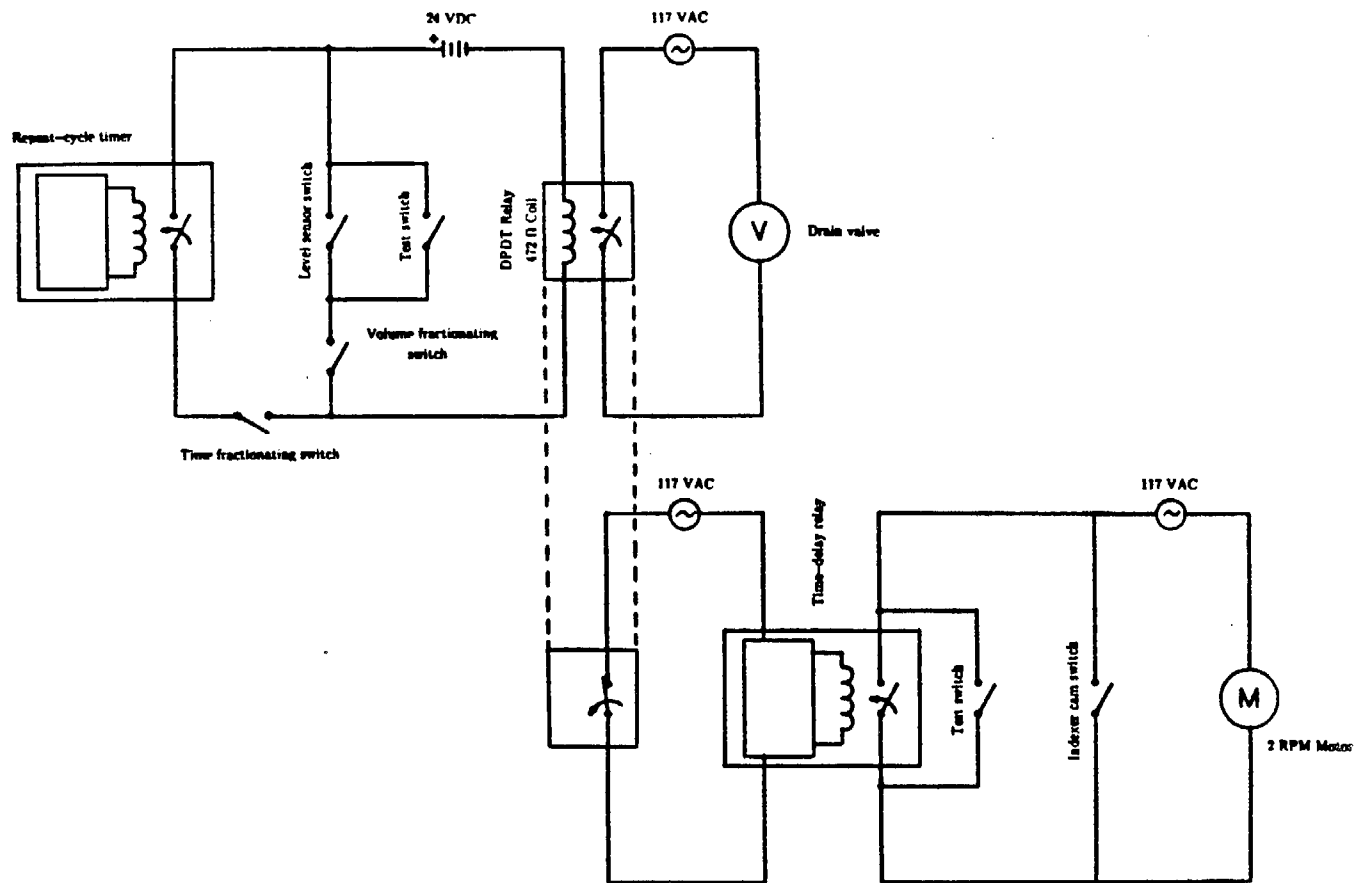 24 VDC
117 VAC
Repeat-cycle timer
Level sensor switch
Test switch
DPDT Relay
472 Ω Coil
V
Drain valve
Volume fractionating
switch
Time fractionating switch
117 VAC
Time-delay relay
117 VAC
Test switch
Indexer cam switch
M
2 RPM Motor